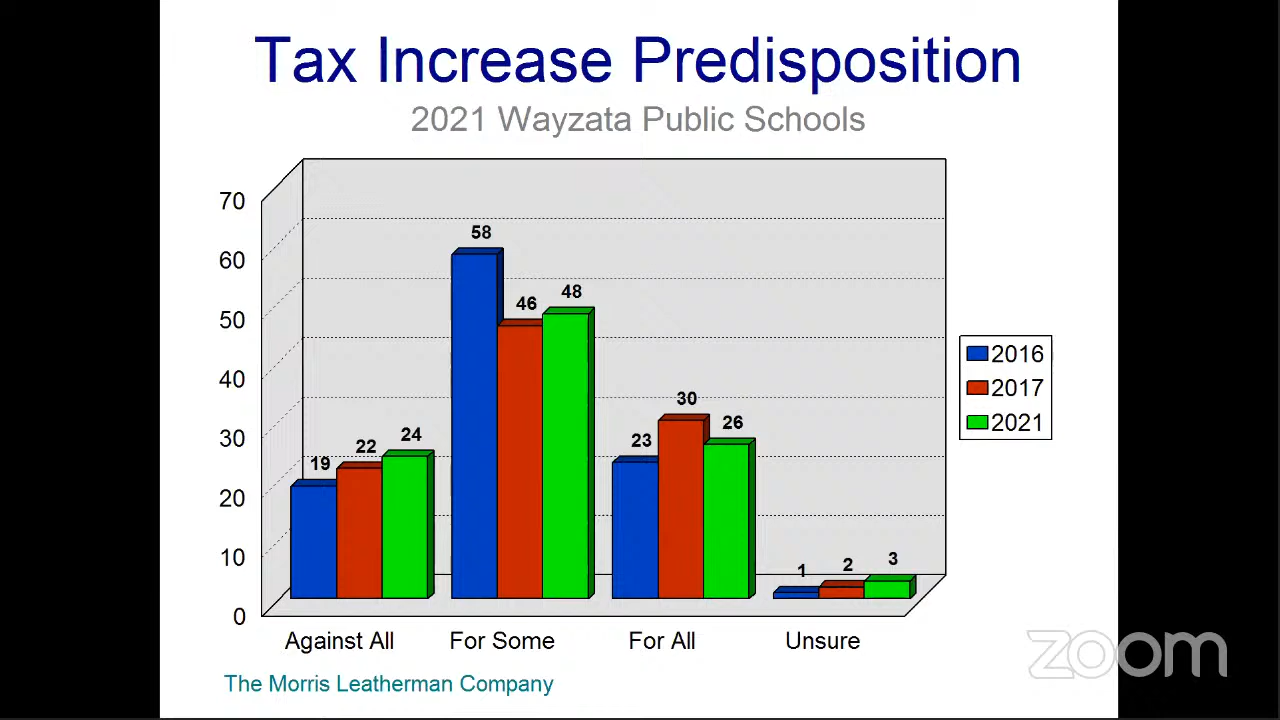 Tax Increase Predisposition
2021 Wayzata Public Schools
70
60
50
40
30
20
10
0
19
22
24
58
46
48
23
30
26
1
2
3
Against All
For Some
For All
Unsure
2016
2017
2021
The Morris Leatherman Company
zoom